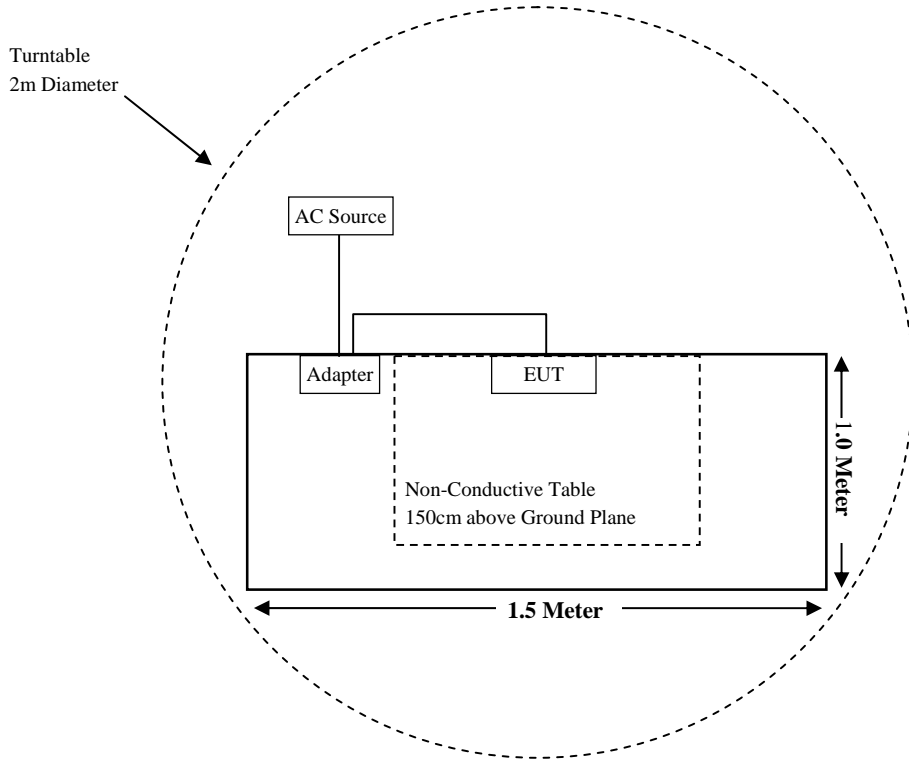 Turntable
2m Diameter
AC Source
Adapter
EUT
Non-Conductive Table
150cm above Ground Plane
1.0 Meter
1.5 Meter